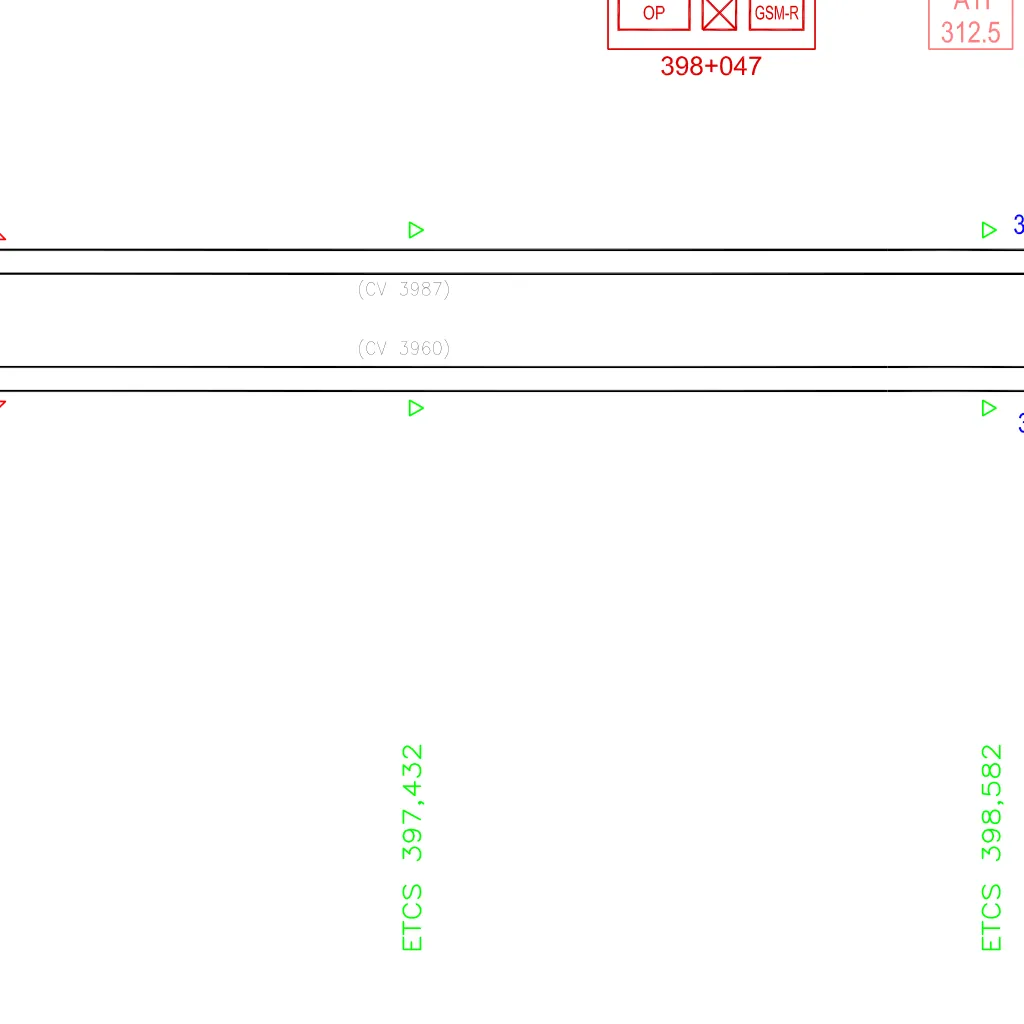 OP
GSM-R
312.5
398+047
(CV 3987)
(CV 3960)
ETCS 397,432
ETCS 398,582